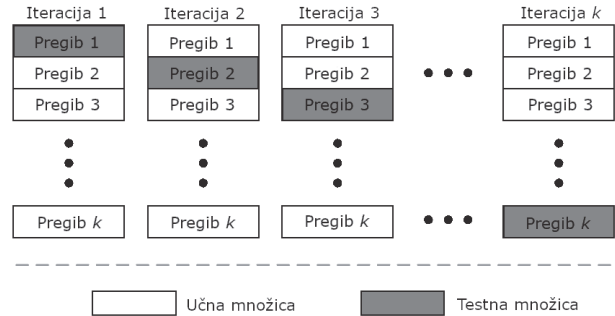 Iteracija 1 Iteracija 2 Iteracija 3 Iteracija k
Pregib 1 Pregib 1 Pregib 1 Pregib 1
Pregib 2 Pregib 2 Pregib 2 Pregib 2
Pregib 3 Pregib 3 Pregib 3 Pregib 3
Pregib k Pregib k Pregib k Pregib k
Učna množica Testna množica